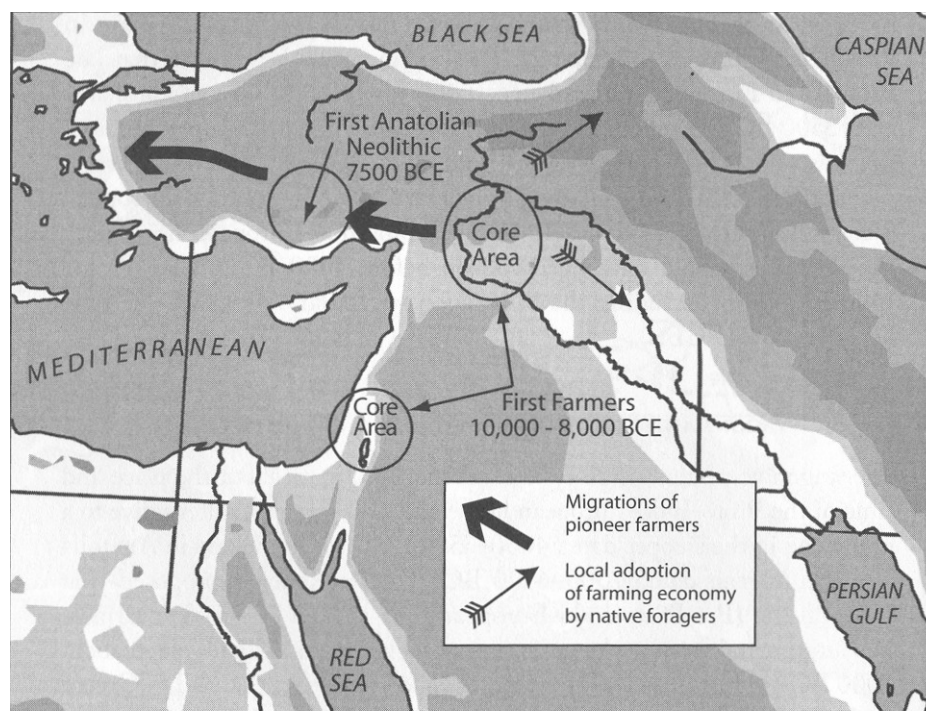 BLACK SEA
CASPIAN
SEA
First Anatolian
Neolithic
7500 BCE
Core
Area
MEDITERRANEAN
Core
Area
First Farmers
10,000 - 8,000 BCE
Migrations of
pioneer farmers
Local adoption
of farming economy
by native foragers
PERSIAN
GULF
RED
SEA